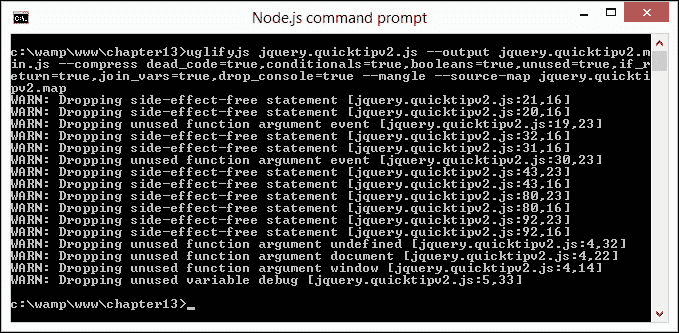 Node.js command prompt
c:\wamp\www\chapter13>uglifyjs jquery.quicktipv2.js --output jquery.quicktipv2.m
in.js --compress dead_code=true,conditionals=true,booleans=true,unused=true,if_r
eturn=true,join_vars=true,drop_console=true --mangle --source-map jquery.quickti
pv2.map
WARN: Dropping side-effect-free statement [jquery.quicktipv2.js:21,16]
WARN: Dropping side-effect-free statement [jquery.quicktipv2.js:20,16]
WARN: Dropping unused function argument event [jquery.quicktipv2.js:19,23]
WARN: Dropping side-effect-free statement [jquery.quicktipv2.js:32,16]
WARN: Dropping side-effect-free statement [jquery.quicktipv2.js:31,16]
WARN: Dropping unused function argument event [jquery.quicktipv2.js:30,23]
WARN: Dropping side-effect-free statement [jquery.quicktipv2.js:43,23]
WARN: Dropping side-effect-free statement [jquery.quicktipv2.js:43,16]
WARN: Dropping side-effect-free statement [jquery.quicktipv2.js:80,23]
WARN: Dropping side-effect-free statement [jquery.quicktipv2.js:80,16]
WARN: Dropping side-effect-free statement [jquery.quicktipv2.js:92,23]
WARN: Dropping side-effect-free statement [jquery.quicktipv2.js:92,16]
WARN: Dropping unused function argument undefined [jquery.quicktipv2.js:4,32]
WARN: Dropping unused function argument document [jquery.quicktipv2.js:4,22]
WARN: Dropping unused function argument window [jquery.quicktipv2.js:4,14]
WARN: Dropping unused variable debug [jquery.quicktipv2.js:5,33]
c:\wamp\www\chapter13>_